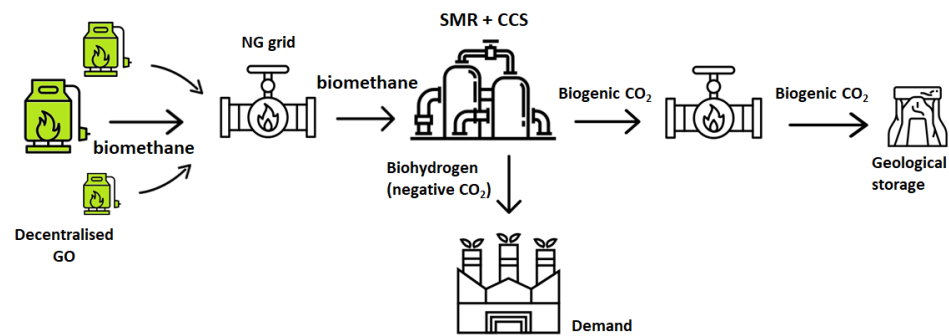 SMR + CCS
NG grid
biomethane
Biogenic CO₂
Biogenic CO₂
biomethane
Biohydrogen
(negative CO₂)
Geological
storage
Decentralised
GO
Demand